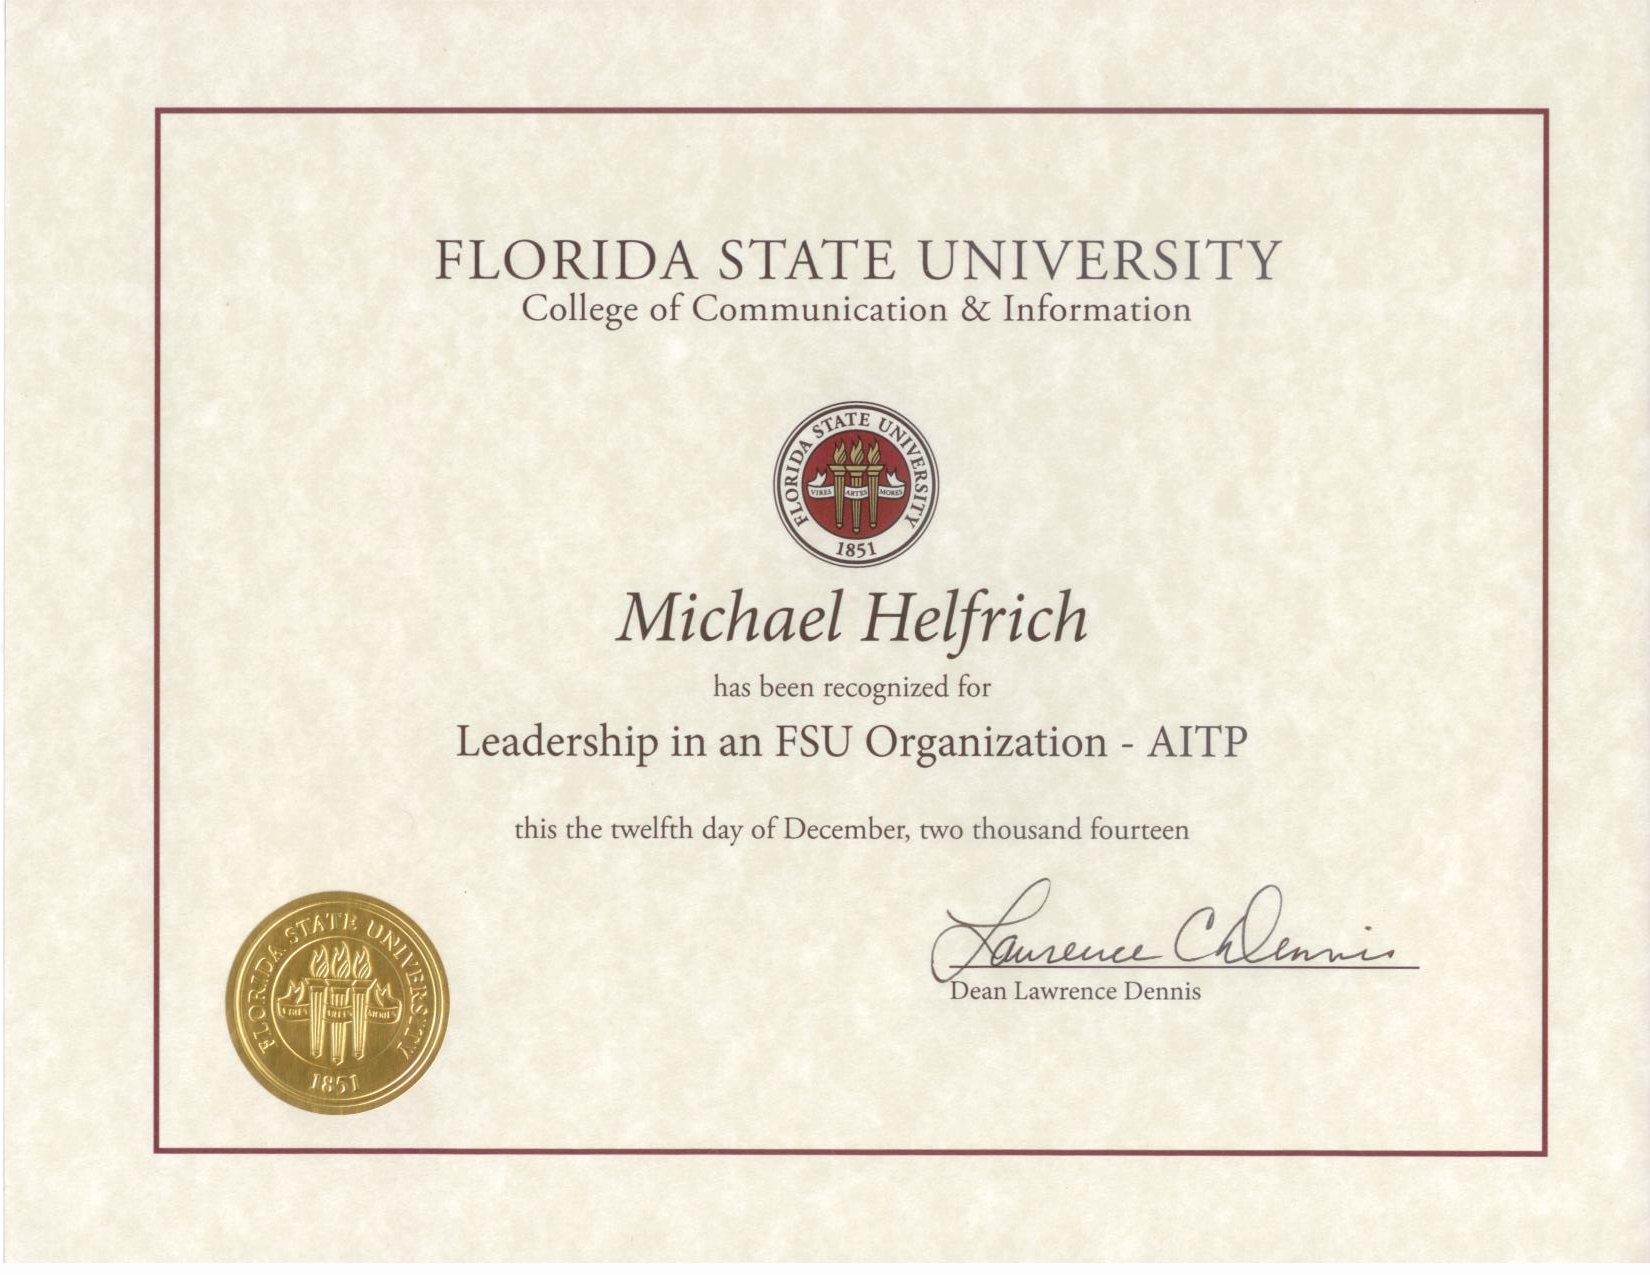 FLORIDA STATE UNIVERSITY
College of Communication & Information
FLORIDA STATE UNIVERSITY
VIRES ARTES MORES
1851
Michael Helfrich
has been recognized for
Leadership in an FSU Organization - AITP
this the twelfth day of December, two thousand fourteen
Lawrence C Dennis
Dean Lawrence Dennis
FLORIDA STATE UNIVERSITY
VIRES ARTES MORES
1851